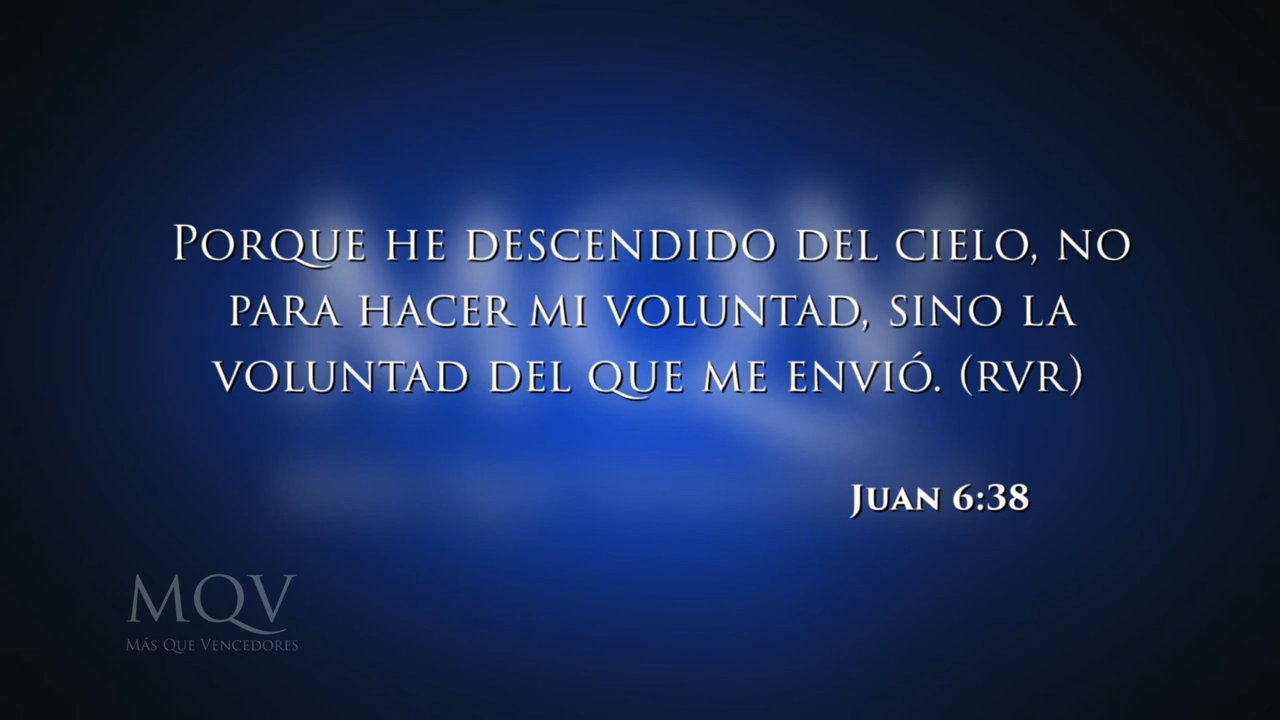 Porque he descendido del cielo, no
para hacer mi voluntad, sino la
voluntad del que me envió. (RVR)
Juan 6:38
MQV
Más Que Vencedores